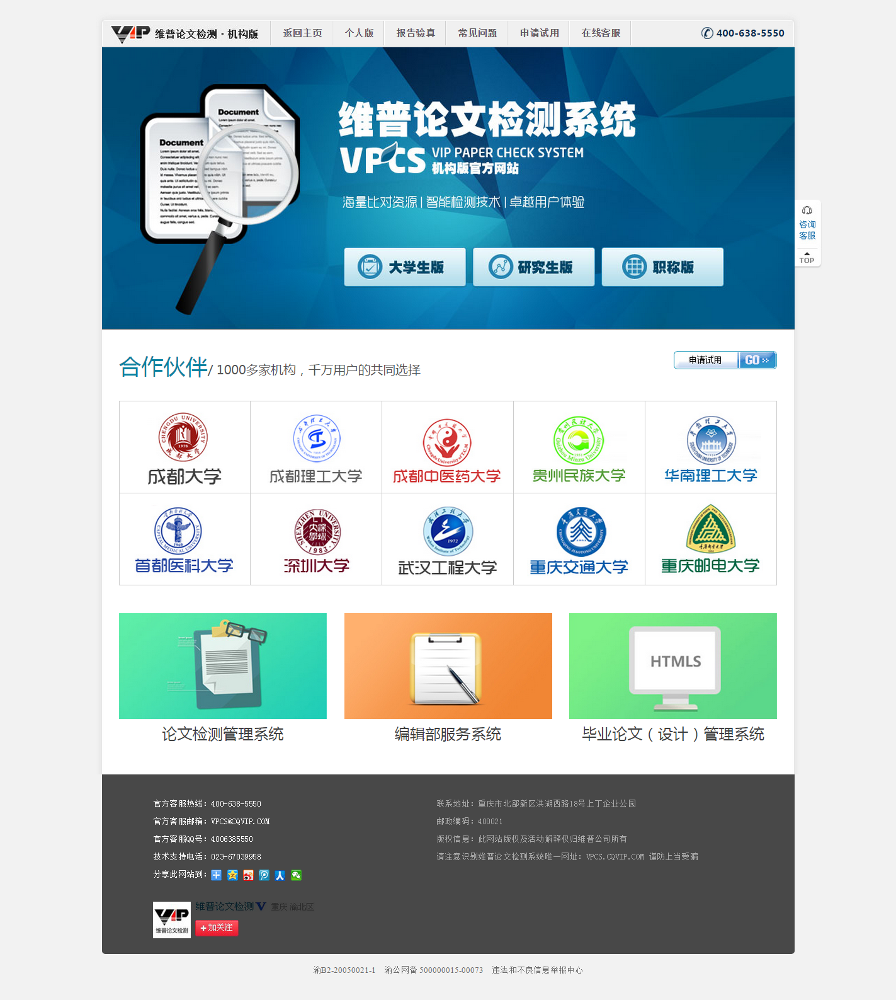 VIP 维普论文检测·机构版
返回主页
个人版
报告验真
常见问题
申请试用
在线客服
400-638-5550
Document
Document
维普论文检测系统
VPCS VIP PAPER CHECK SYSTEM
机构版官方网站
海量比对资源 | 智能检测技术 | 卓越用户体验
大学生版
研究生版
职称版
咨询
客服
TOP
合作伙伴/ 1000多家机构，千万用户的共同选择
申请试用 GO
CHENGDU UNIVERSITY
1978
成都大学
成都大学
成都理工大学
成都中医药大学
贵州民族大学
华南理工大学
首都医科大学
SHENZHEN UNIVERSITY
1983
深圳大学
1972
武汉工程大学
重庆交通大学
重庆邮电大学
HTMLS
论文检测管理系统
编辑部服务系统
毕业论文（设计）管理系统
官方客服热线：400-638-5550
官方客服邮箱：VPCS@CQVIP.COM
官方客服QQ号：4006385550
技术支持电话：023-67039958
分享此网站到：
联系地址：重庆市北部新区洪湖西路18号上丁企业公园
邮政编码：400021
版权信息：此网站版权及活动解释权归维普公司所有
请注意识别维普论文检测系统唯一网址：VPCS.CQVIP.COM 谨防上当受骗
VIP
维普论文检测
维普论文检测 V 重庆 渝北区
+加关注
渝B2-20050021-1 渝公网备 500000015-00073 违法和不良信息举报中心